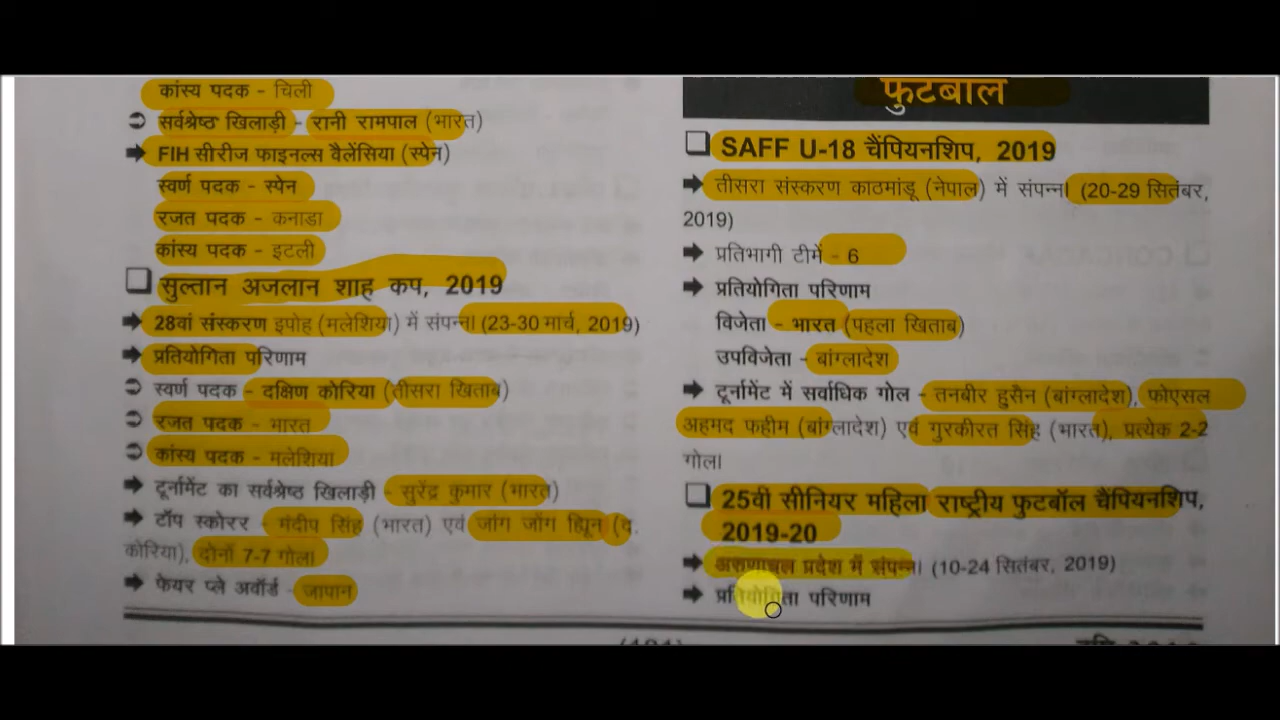 कांस्य पदक - चिली
सर्वश्रेष्ठ खिलाड़ी - रानी रामपाल (भारत)
FIH सीरीज फाइनल्स वैलेंसिया (स्पेन)
स्वर्ण पदक - स्पेन
रजत पदक - कनाडा
कांस्य पदक - इटली
सुल्तान अजलान शाह कप, 2019
28वां संस्करण इपोह (मलेशिया) में संपन्न। (23-30 मार्च, 2019)
प्रतियोगिता परिणाम
स्वर्ण पदक - दक्षिण कोरिया (तीसरा खिताब)
रजत पदक - भारत
कांस्य पदक - मलेशिया
टूर्नामेंट का सर्वश्रेष्ठ खिलाड़ी - सुरेंद्र कुमार (भारत)
टॉप स्कोरर - मंदीप सिंह (भारत) एवं जांग जोंग ह्यिून (द.
कोरिया), दोनों 7-7 गोल।
फेयर प्ले अवॉर्ड - जापान
फुटबाल
SAFF U-18 चैंपियनशिप, 2019
तीसरा संस्करण काठमांडू (नेपाल) में संपन्न। (20-29 सितंबर,
2019)
प्रतिभागी टीमें - 6
प्रतियोगिता परिणाम
विजेता - भारत (पहला खिताब)
उपविजेता - बांग्लादेश
टूर्नामेंट में सर्वाधिक गोल - तनबीर हुसैन (बांग्लादेश), फोएसल
अहमद फहीम (बांग्लादेश) एवं गुरकीरत सिंह (भारत), प्रत्येक 2-2
गोल।
25वीं सीनियर महिला राष्ट्रीय फुटबॉल चैंपियनशिप,
2019-20
अरुणाचल प्रदेश में संपन्न। (10-24 सितंबर, 2019)
प्रतियोगिता परिणाम